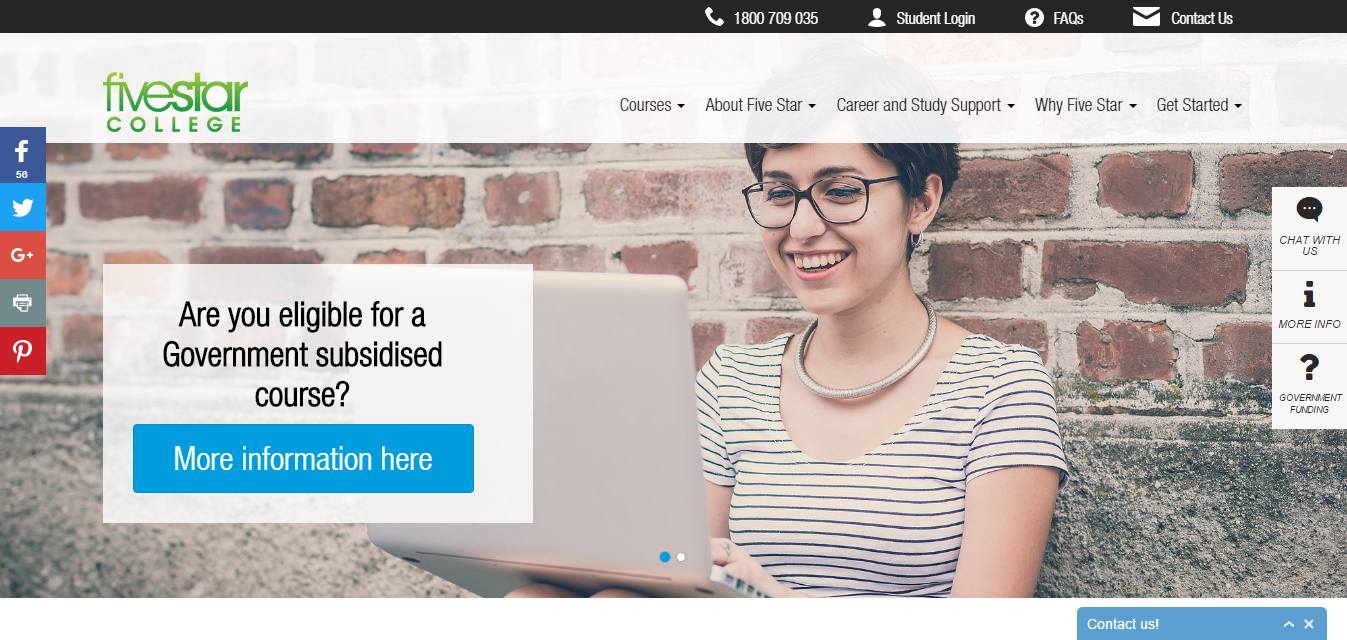 1800 709 035
Student Login
FAQs
Contact Us
fivestar
COLLEGE
Courses
About Five Star
Career and Study Support
Why Five Star
Get Started
56
G+
CHAT WITH
US
MORE INFO
GOVERNMENT
FUNDING
Are you eligible for a
Government subsidised
course?
More information here
Contact us!